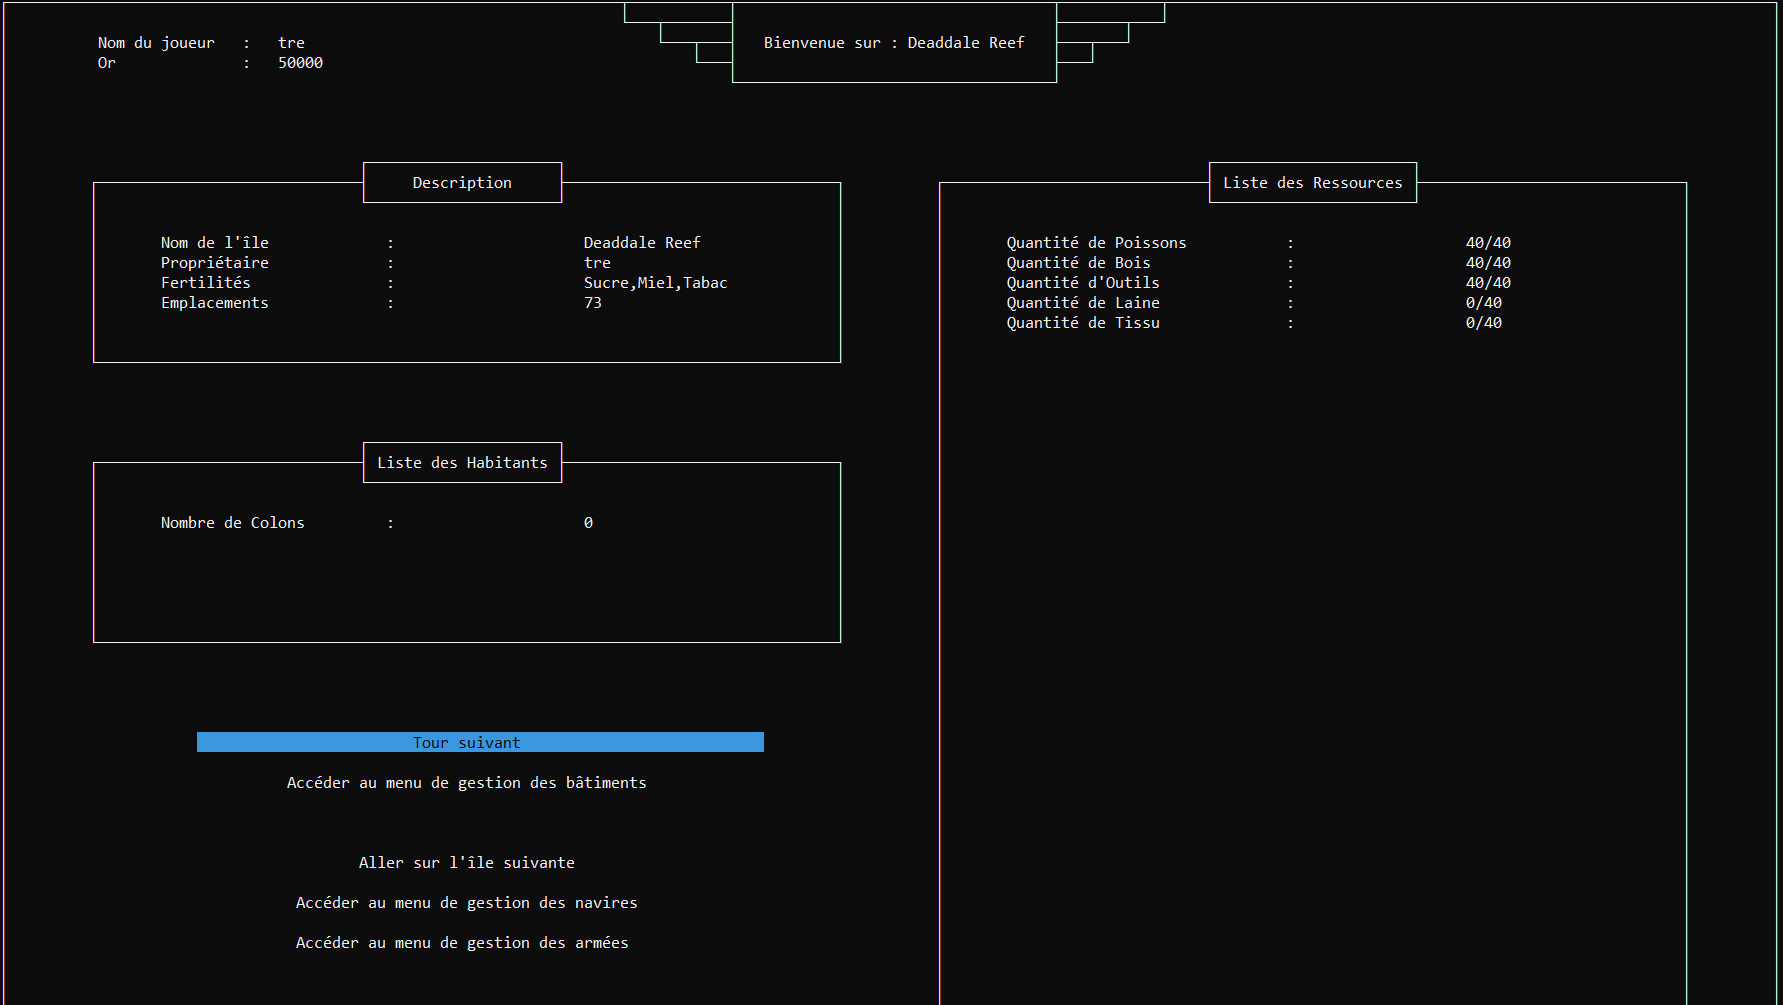 Nom du joueur : tre
Or : 50000
Bienvenue sur : Deaddale Reef
Description
Nom de l'île : Deaddale Reef
Propriétaire : tre
Fertilités : Sucre,Miel,Tabac
Emplacements : 73
Liste des Habitants
Nombre de Colons : 0
Tour suivant
Accéder au menu de gestion des bâtiments
Aller sur l'île suivante
Accéder au menu de gestion des navires
Accéder au menu de gestion des armées
Liste des Ressources
Quantité de Poissons : 40/40
Quantité de Bois : 40/40
Quantité d'Outils : 40/40
Quantité de Laine : 0/40
Quantité de Tissu : 0/40